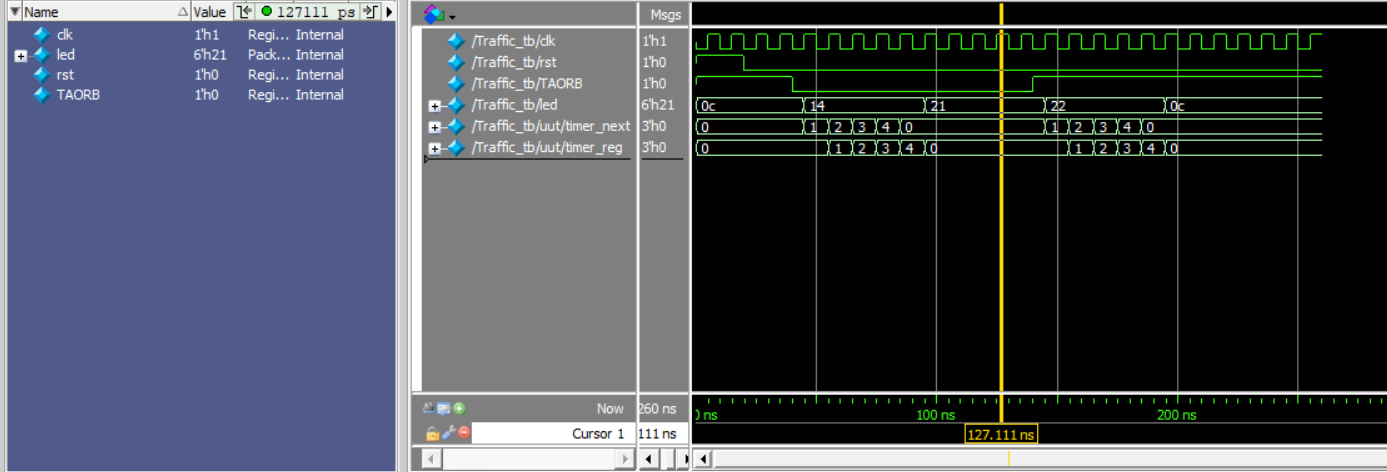 Name Value 127111 ps
clk 1'h1 Regi... Internal
led 6'h21 Pack... Internal
rst 1'h0 Regi... Internal
TAORB 1'h0 Regi... Internal
Msgs
/Traffic_tb/clk 1'h1
/Traffic_tb/rst 1'h0
/Traffic_tb/TAORB 1'h0
/Traffic_tb/led 6'h21 0c 14 21 22 0c
/Traffic_tb/uut/timer_next 3'h0 0 1 2 3 4 0 1 2 3 4 0
/Traffic_tb/uut/timer_reg 3'h0 0 1 2 3 4 0 1 2 3 4 0
Now 260 ns ns 100 ns 200 ns
Cursor 1 111 ns 127.111 ns